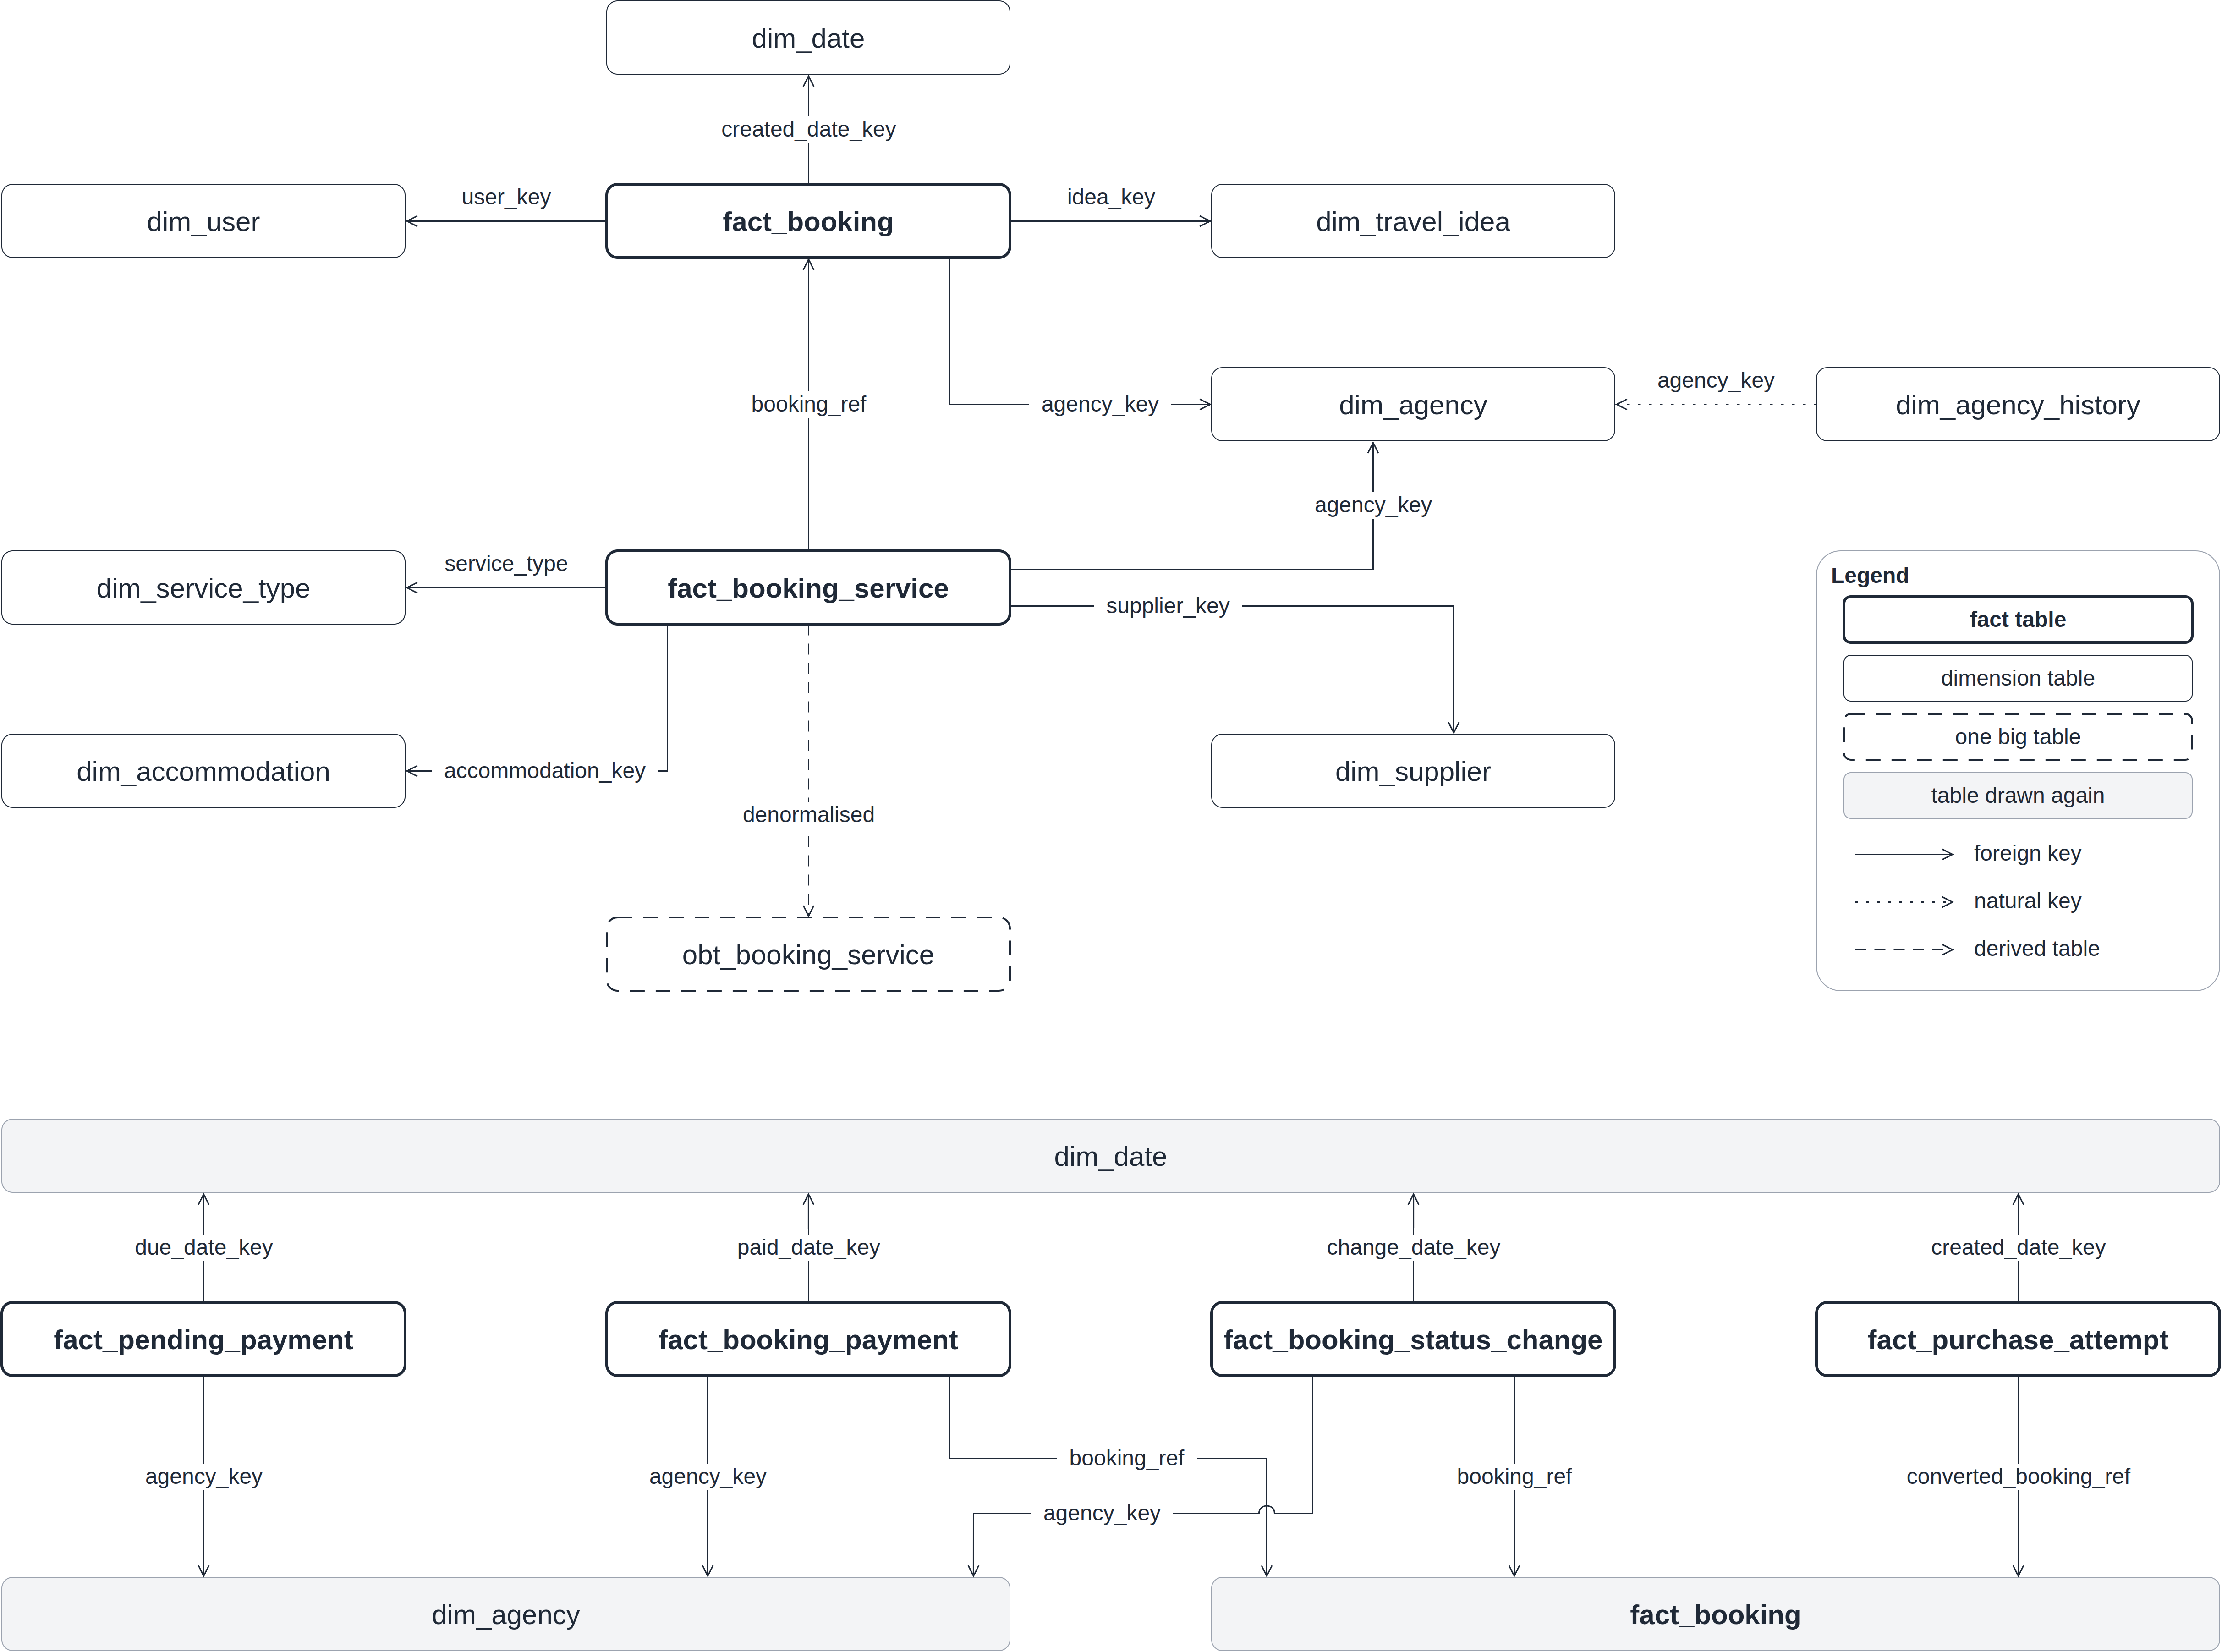 dim_date
created_date_key
dim_user
user_key
fact_booking
idea_key
dim_travel_idea
booking_ref
agency_key
dim_agency
agency_key
dim_agency_history
agency_key
dim_service_type
service_type
fact_booking_service
supplier_key
dim_accommodation
accommodation_key
denormalised
dim_supplier
obt_booking_service
Legend
fact table
dimension table
one big table
table drawn again
foreign key
natural key
derived table
dim_date
due_date_key
paid_date_key
change_date_key
created_date_key
fact_pending_payment
fact_booking_payment
fact_booking_status_change
fact_purchase_attempt
agency_key
agency_key
booking_ref
agency_key
booking_ref
converted_booking_ref
dim_agency
fact_booking